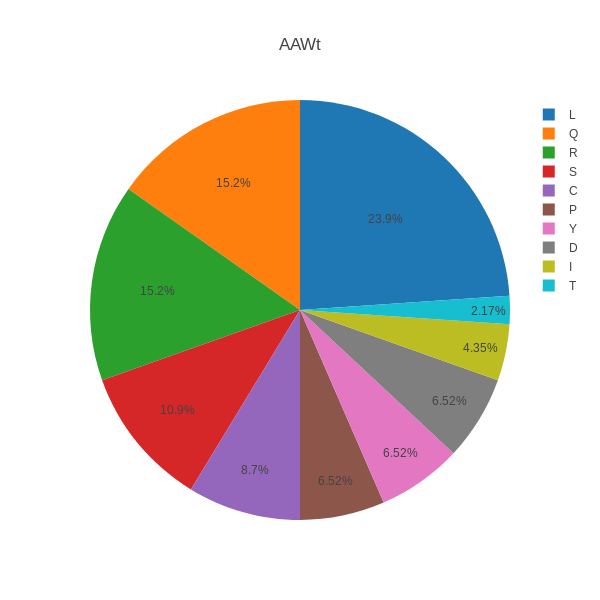 AAWt
L
Q
R
S
C
P
Y
D
I
T
15.2%
23.9%
15.2%
2.17%
4.35%
10.9%
6.52%
6.52%
8.7%
6.52%